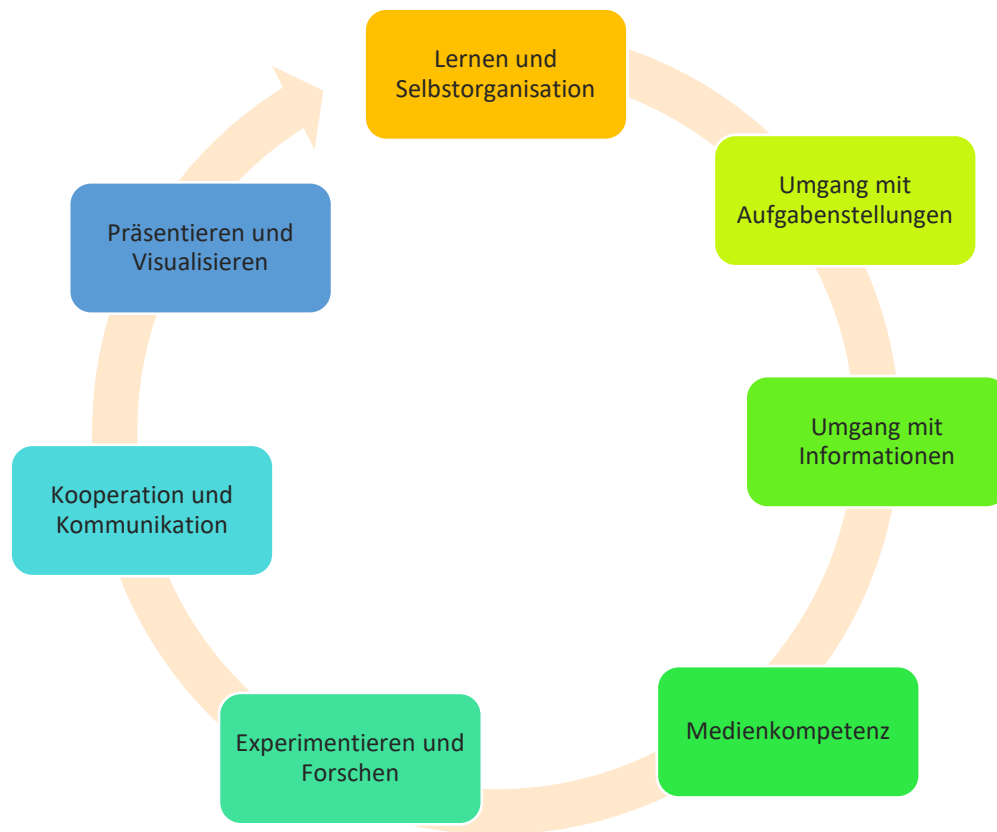 Lernen und
Selbstorganisation
Umgang mit
Aufgabenstellungen
Umgang mit
Informationen
Medienkompetenz
Experimentieren und
Forschen
Kooperation und
Kommunikation
Präsentieren und
Visualisieren